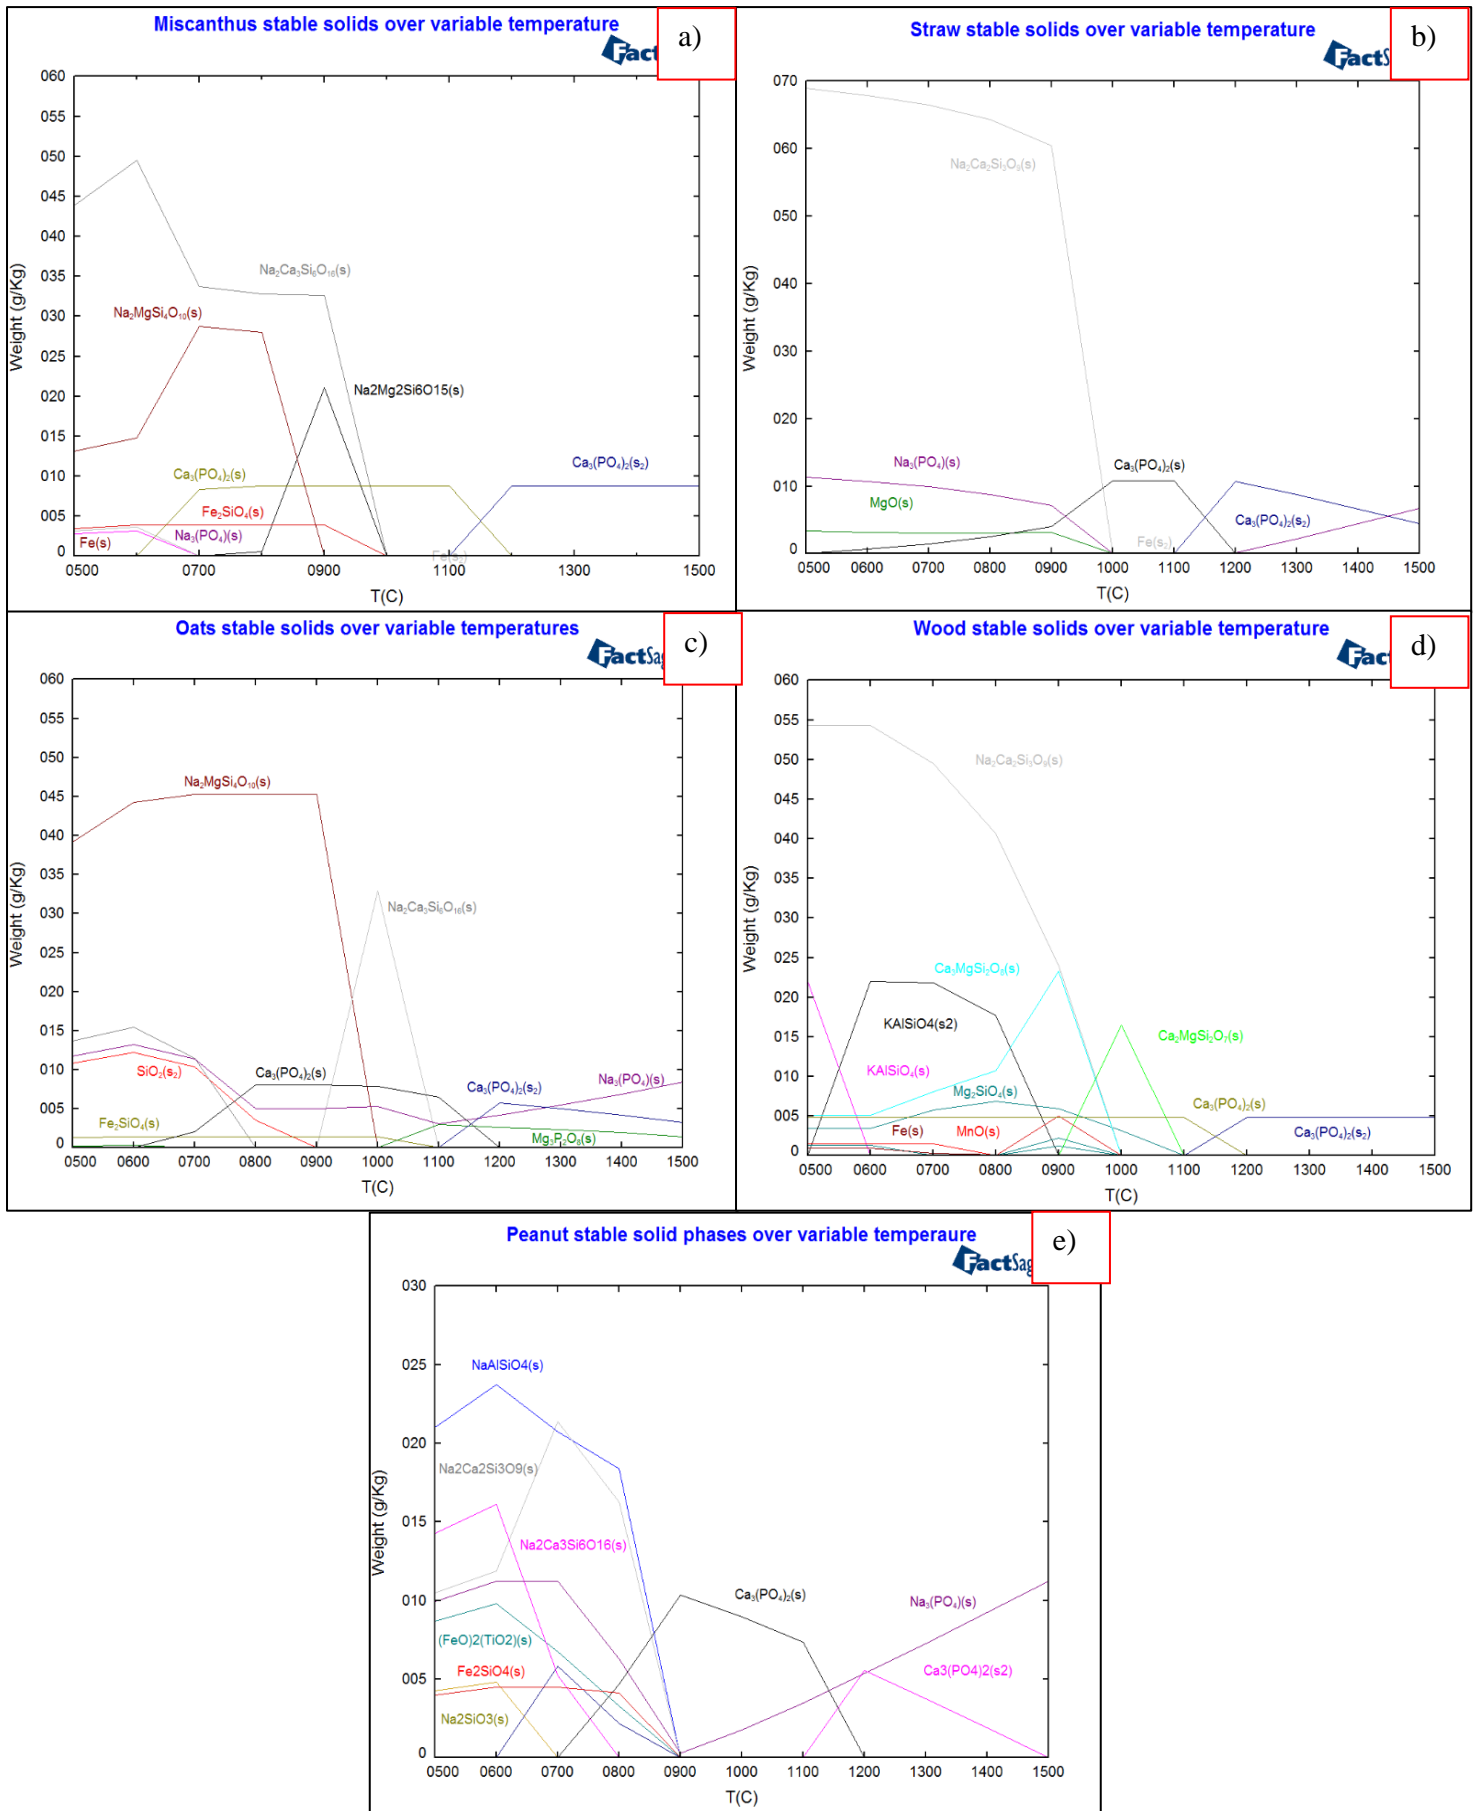 Miscanthus stable solids over variable temperature
a)
Fact
060
055
050
045
040
035
030
025
020
015
010
005
0
Weight (g/Kg)
Na₂Ca₃Si₆O₁₆(s)
Na₂MgSi₄O₁₀(s)
Na2Mg2Si6O15(s)
Ca₃(PO₄)₂(s)
Ca₃(PO₄)₂(s₂)
Fe₂SiO₄(s)
Na₃(PO₄)(s)
Fe(s)
0500 0700 0900 1100 1300 1500
T(C)
Straw stable solids over variable temperature
b)
FactS
070
060
050
040
030
020
010
0
Weight (g/Kg)
Na₂Ca₂Si₃O₉(s)
Na₃(PO₄)(s)
Ca₃(PO₄)₂(s)
MgO(s)
Ca₃(PO₄)₂(s₂)
Fe(s₂)
0500 0600 0700 0800 0900 1000 1100 1200 1300 1400 1500
T(C)
Oats stable solids over variable temperatures
c)
FactSag
060
055
050
045
040
035
030
025
020
015
010
005
0
Weight (g/Kg)
Na₂MgSi₄O₁₀(s)
Na₂Ca₃Si₆O₁₆(s)
SiO₂(s₂)
Ca₃(PO₄)₂(s)
Ca₃(PO₄)₂(s₂)
Na₃(PO₄)(s)
Fe₂SiO₄(s)
Mg₃P₂O₈(s)
0500 0600 0700 0800 0900 1000 1100 1200 1300 1400 1500
T(C)
Wood stable solids over variable temperature
d)
Fact
060
055
050
045
040
035
030
025
020
015
010
005
0
Weight (g/Kg)
Na₂Ca₂Si₃O₉(s)
Ca₃MgSi₂O₈(s)
KAlSiO4(s2)
Ca₂MgSi₂O₇(s)
KAlSiO₄(s)
Mg₂SiO₄(s)
Ca₃(PO₄)₂(s)
Fe(s)
MnO(s)
Ca₃(PO₄)₂(s₂)
0500 0600 0700 0800 0900 1000 1100 1200 1300 1400 1500
T(C)
Peanut stable solid phases over variable temperaure
e)
FactSag
030
025
020
015
010
005
0
Weight (g/Kg)
NaAlSiO4(s)
Na2Ca2Si3O9(s)
Na2Ca3Si6O16(s)
Ca₃(PO₄)₂(s)
Na₃(PO₄)(s)
(FeO)2(TiO2)(s)
Fe2SiO4(s)
Ca3(PO4)2(s2)
Na2SiO3(s)
0500 0600 0700 0800 0900 1000 1100 1200 1300 1400 1500
T(C)